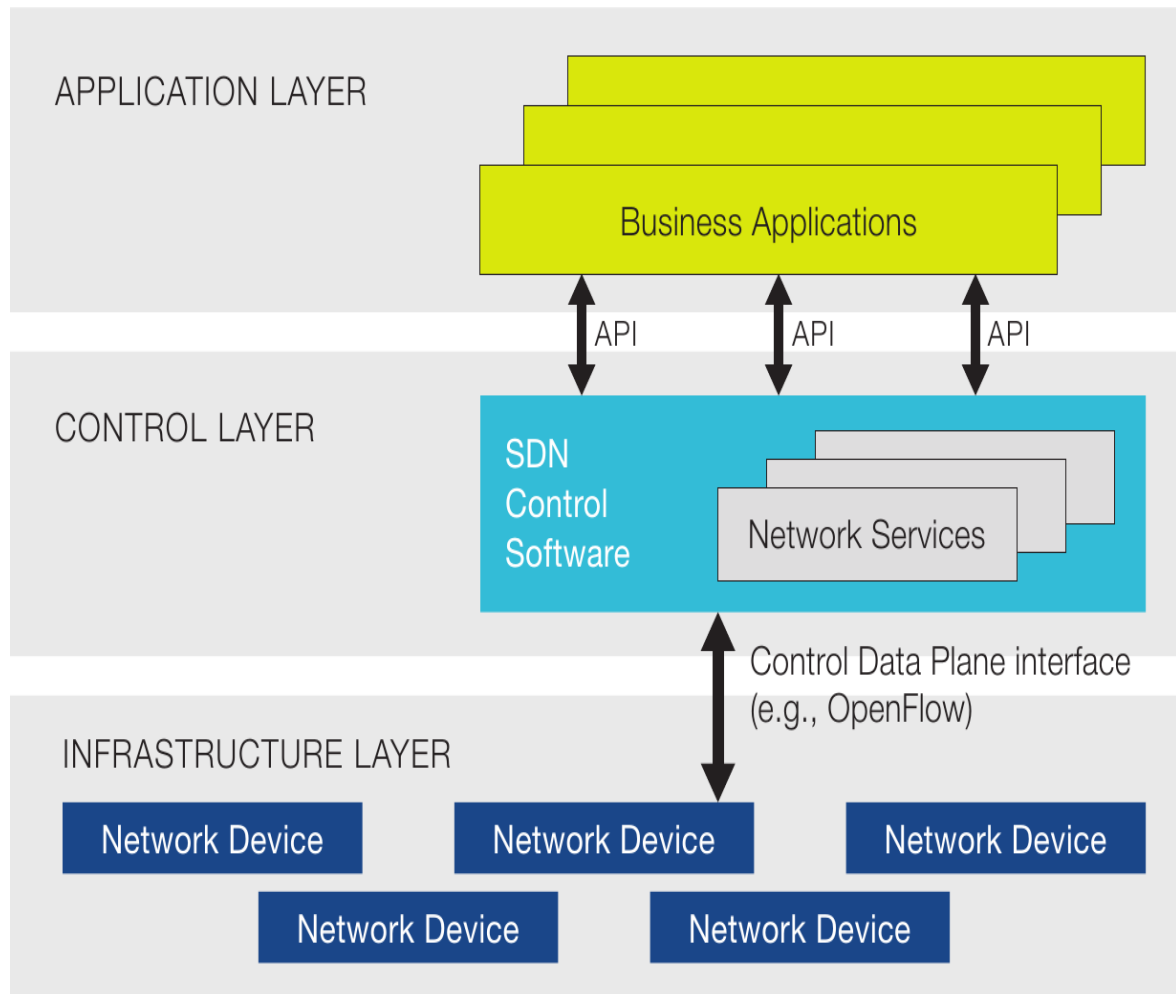 APPLICATION LAYER
Business Applications
API
API
API
CONTROL LAYER
SDN
Control
Software
Network Services
Control Data Plane interface
(e.g., OpenFlow)
INFRASTRUCTURE LAYER
Network Device
Network Device
Network Device
Network Device
Network Device